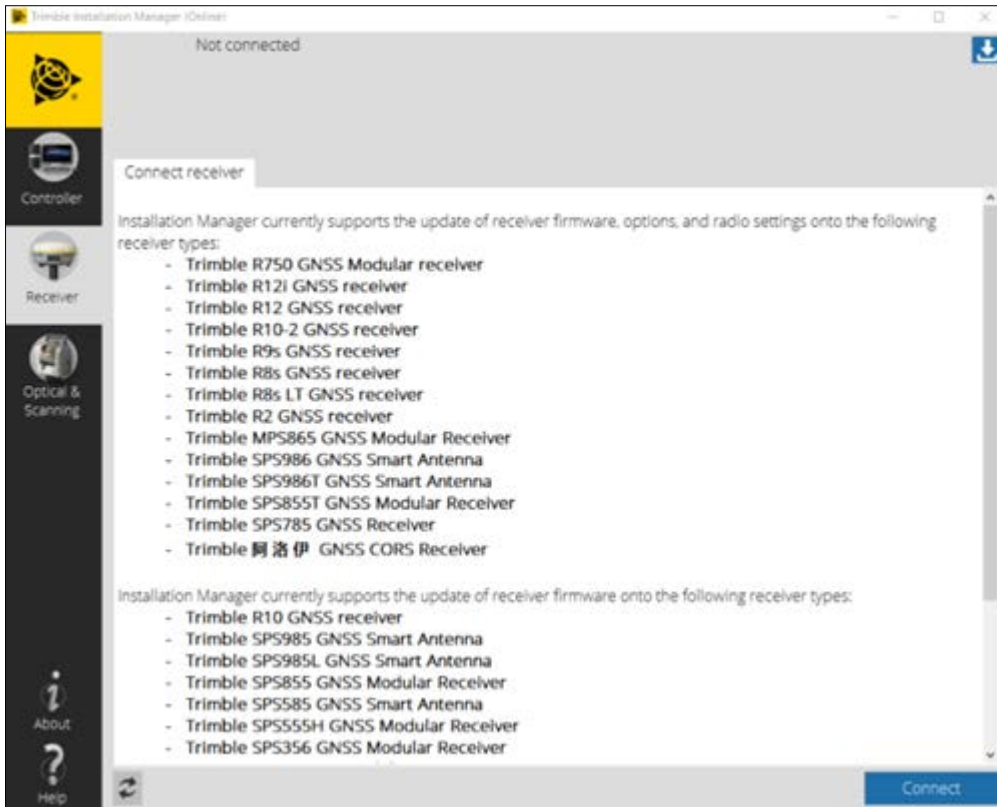 Trimble Installation Manager (Online)
Not connected
Controller
Receiver
Optical &
Scanning
About
Help
Connect receiver
Installation Manager currently supports the update of receiver firmware, options, and radio settings onto the following
receiver types:
- Trimble R750 GNSS Modular receiver
- Trimble R12i GNSS receiver
- Trimble R12 GNSS receiver
- Trimble R10-2 GNSS receiver
- Trimble R9s GNSS receiver
- Trimble R8s GNSS receiver
- Trimble R8s LT GNSS receiver
- Trimble R2 GNSS receiver
- Trimble MPS865 GNSS Modular Receiver
- Trimble SPS986 GNSS Smart Antenna
- Trimble SPS986T GNSS Smart Antenna
- Trimble SPS855T GNSS Modular Receiver
- Trimble SPS785 GNSS Receiver
- Trimble 阿洛伊 GNSS CORS Receiver
Installation Manager currently supports the update of receiver firmware onto the following receiver types:
- Trimble R10 GNSS receiver
- Trimble SPS985 GNSS Smart Antenna
- Trimble SPS985L GNSS Smart Antenna
- Trimble SPS855 GNSS Modular Receiver
- Trimble SPS585 GNSS Smart Antenna
- Trimble SPS555H GNSS Modular Receiver
- Trimble SPS356 GNSS Modular Receiver
Connect